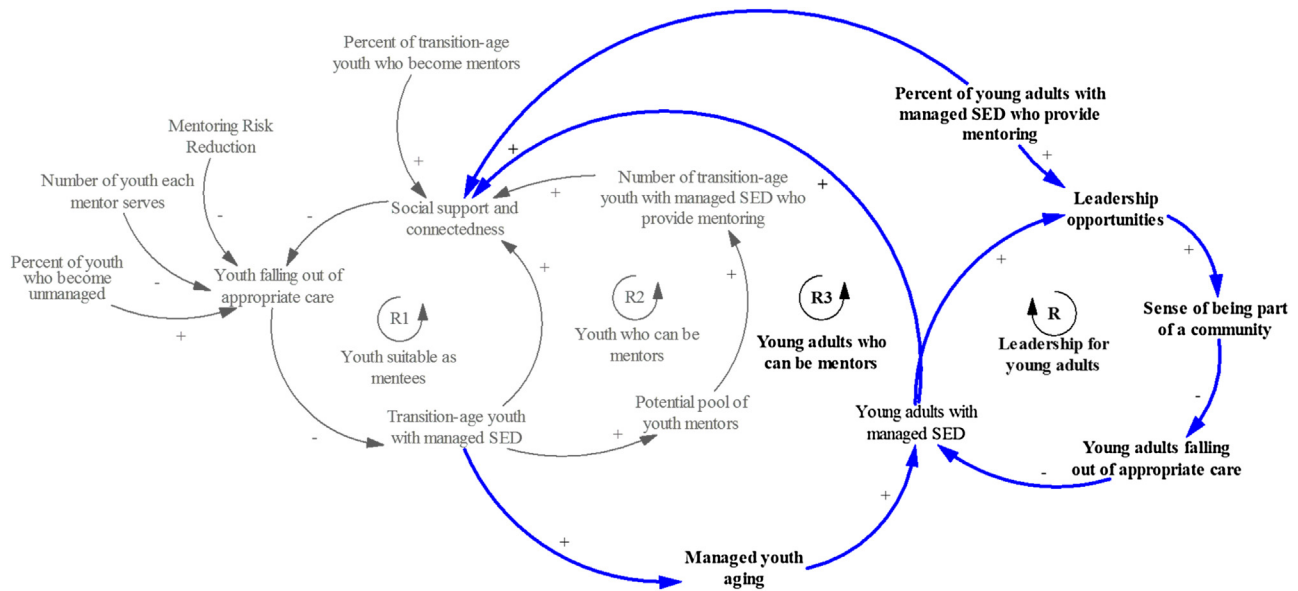 Percent of transition-age
youth who become mentors
Percent of young adults with
managed SED who provide
mentoring
Mentoring Risk
Reduction
+
+
+
Number of youth each
mentor serves
Number of transition-age
youth with managed SED who
provide mentoring
+
+
Leadership
opportunities
-
-
Social support and
connectedness
Percent of youth
who become
unmanaged
-
Youth falling out of
appropriate care
+
+
+
+
+
R1
Youth suitable as
mentees
R2
Youth who can be
mentors
R3
Young adults who
can be mentors
R
Leadership for
young adults
Sense of being part
of a community
-
Transition-age youth
with managed SED
-
+
Potential pool of
youth mentors
Young adults with
managed SED
Young adults falling
out of appropriate care
-
+
+
Managed youth
aging